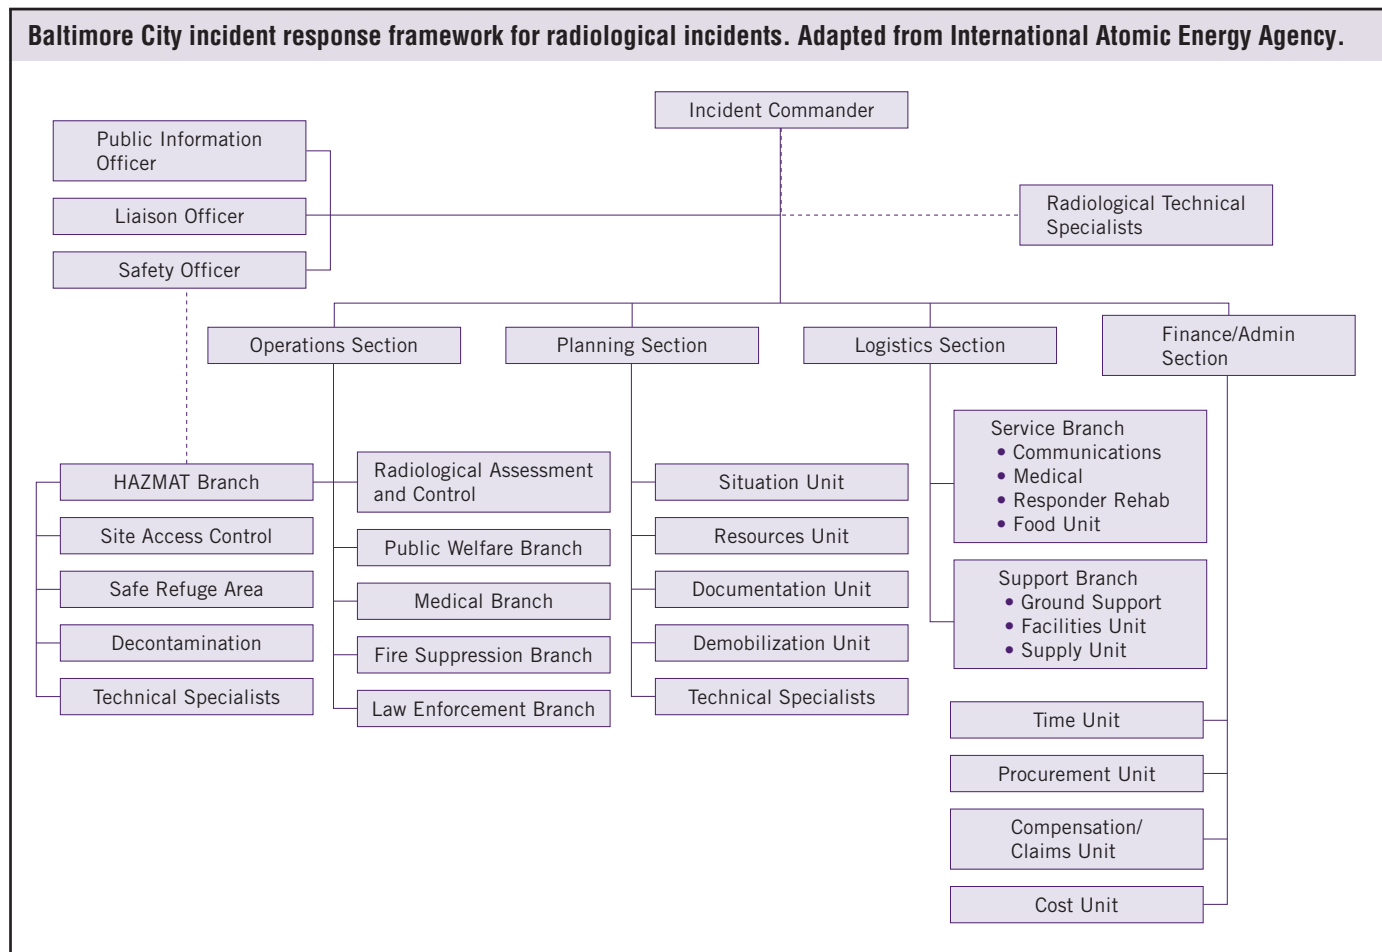 Baltimore City incident response framework for radiological incidents. Adapted from International Atomic Energy Agency.
Incident Commander
Public Information
Officer
Liaison Officer
Safety Officer
Radiological Technical
Specialists
Operations Section
Planning Section
Logistics Section
Finance/Admin
Section
HAZMAT Branch
Site Access Control
Safe Refuge Area
Decontamination
Technical Specialists
Radiological Assessment
and Control
Public Welfare Branch
Medical Branch
Fire Suppression Branch
Law Enforcement Branch
Situation Unit
Resources Unit
Documentation Unit
Demobilization Unit
Technical Specialists
Service Branch
• Communications
• Medical
• Responder Rehab
• Food Unit
Support Branch
• Ground Support
• Facilities Unit
• Supply Unit
Time Unit
Procurement Unit
Compensation/
Claims Unit
Cost Unit